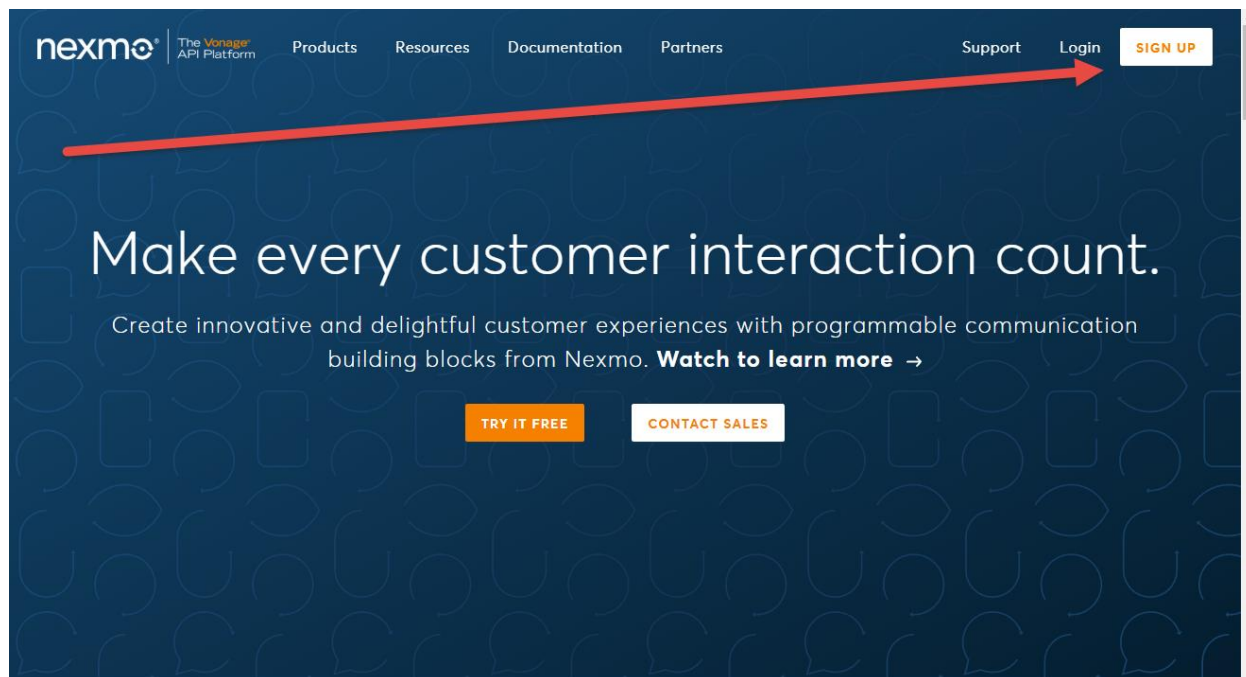 nexmo® The Vonage® API Platform Products Resources Documentation Partners Support Login SIGN UP
Make every customer interaction count.
Create innovative and delightful customer experiences with programmable communication
building blocks from Nexmo. Watch to learn more →
TRY IT FREE CONTACT SALES